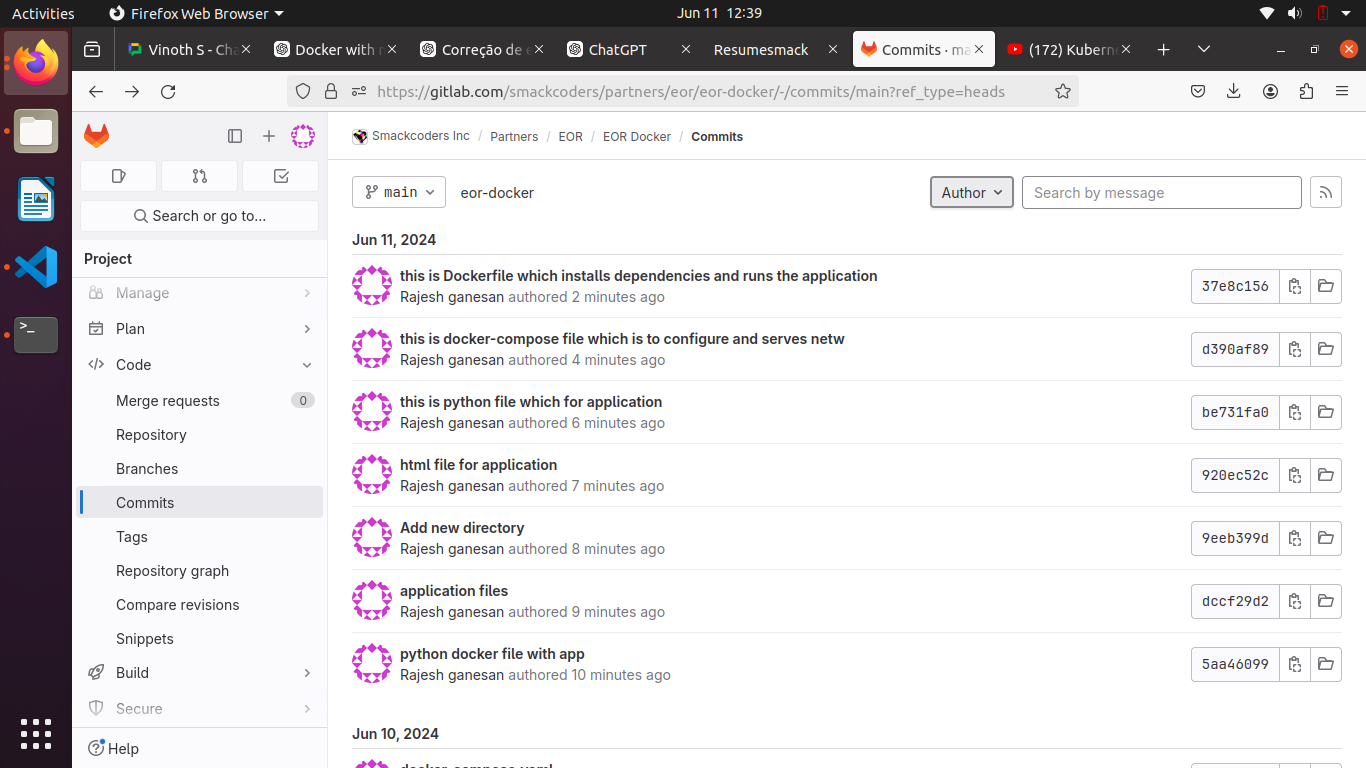 Activities Firefox Web Browser Jun 11 12:39
Vinoth S - Cha Docker with n Correção de e ChatGPT Resumesmack Commits · ma (172) Kuberne
https://gitlab.com/smackcoders/partners/eor/eor-docker/-/commits/main?ref_type=heads
Smackcoders Inc / Partners / EOR / EOR Docker / Commits
Search or go to...
Project
Manage
Plan
Code
Merge requests 0
Repository
Branches
Commits
Tags
Repository graph
Compare revisions
Snippets
Build
Secure
Help
main eor-docker Author Search by message
Jun 11, 2024
this is Dockerfile which installs dependencies and runs the application
Rajesh ganesan authored 2 minutes ago
37e8c156
this is docker-compose file which is to configure and serves netw
Rajesh ganesan authored 4 minutes ago
d390af89
this is python file which for application
Rajesh ganesan authored 6 minutes ago
be731fa0
html file for application
Rajesh ganesan authored 7 minutes ago
920ec52c
Add new directory
Rajesh ganesan authored 8 minutes ago
9eeb399d
application files
Rajesh ganesan authored 9 minutes ago
dccf29d2
python docker file with app
Rajesh ganesan authored 10 minutes ago
5aa46099
Jun 10, 2024